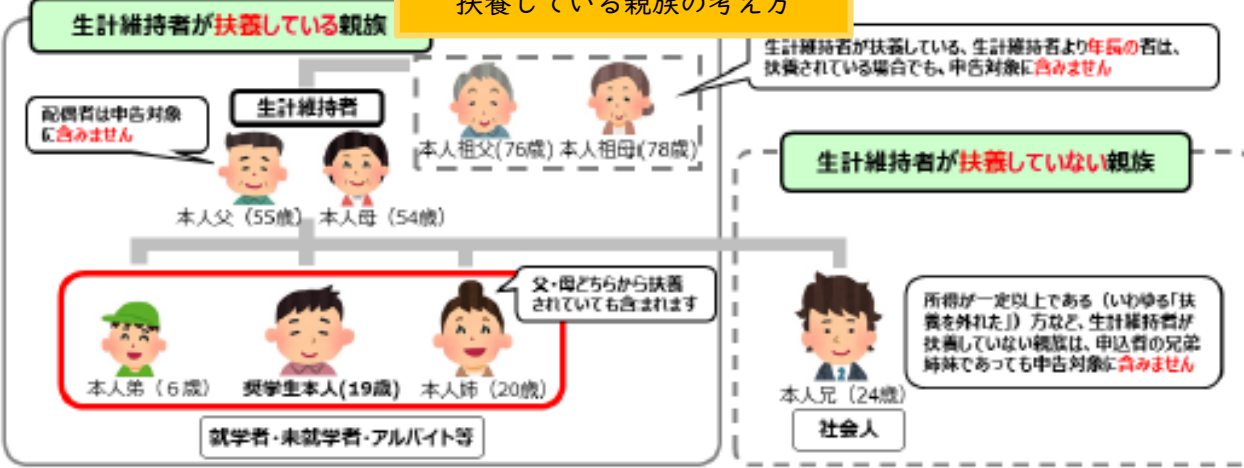 扶養している親族の考え方
生計維持者が扶養している親族
生計維持者が扶養している、生計維持者より年長の者は、
扶養されている場合でも、申告対象に含みません
配偶者は申告対象
に含みません
生計維持者
本人祖父(76歳) 本人祖母(78歳)
本人父（55歳） 本人母（54歳）
生計維持者が扶養していない親族
父・母どちらから扶養
されていても含まれます
本人弟（６歳） 奨学生本人(19歳) 本人姉（20歳）
就学者・未就学者・アルバイト等
本人兄（24歳）
社会人
所得が一定以上である（いわゆる「扶
養を外れた」）方など、生計維持者が
扶養していない親族は、申込者の兄弟
姉妹であっても申告対象に含みません